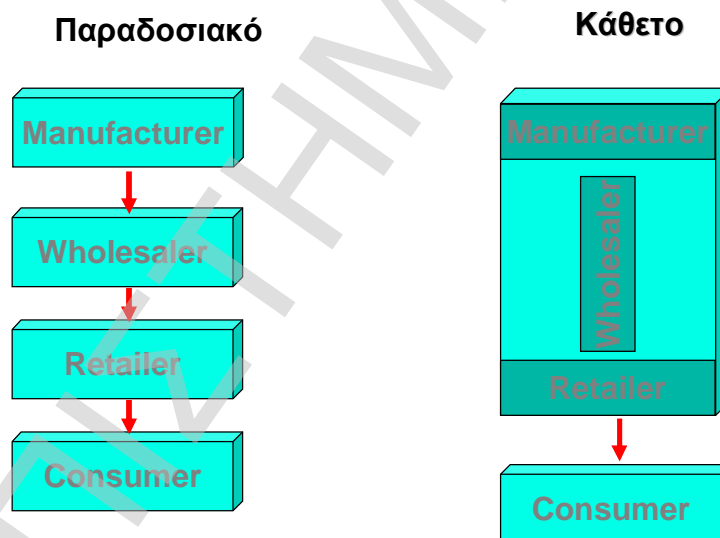 Παραδοσιακό
Manufacturer
Wholesaler
Retailer
Consumer
Κάθετο
Manufacturer
Wholesaler
Retailer
Consumer